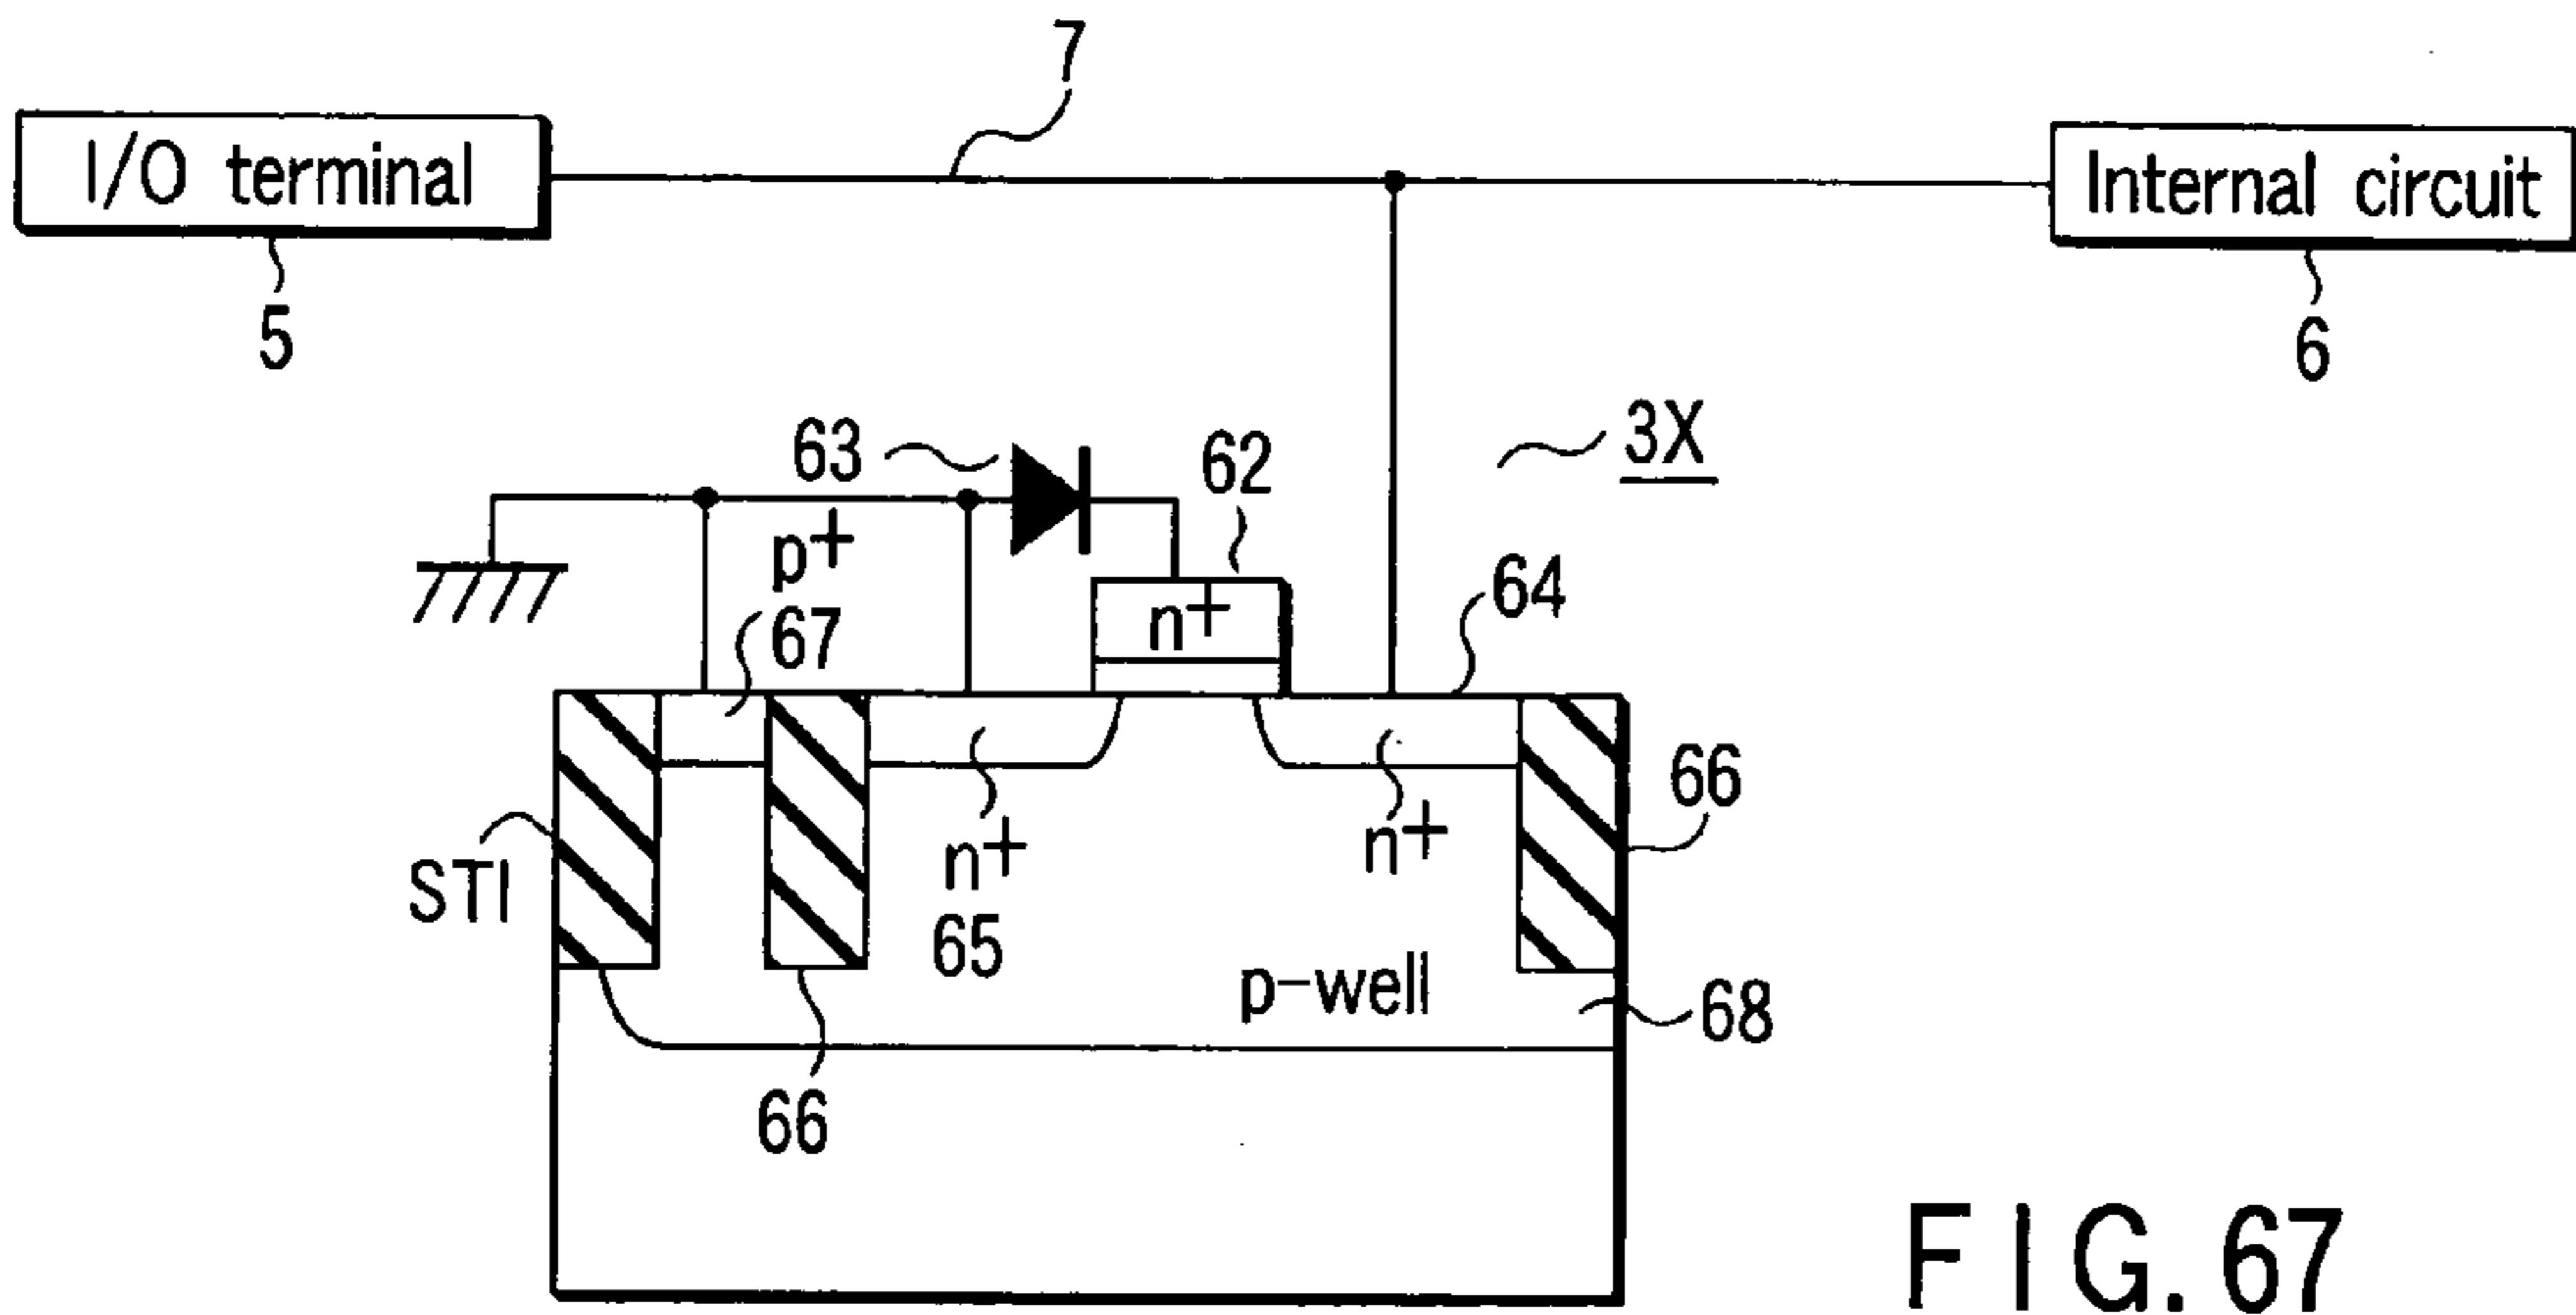 7
I/O terminal
Internal circuit
5
6
63
62
3X
p+
67
n+
64
STI
n+
65
n+
66
p-well
68
66
FIG. 67